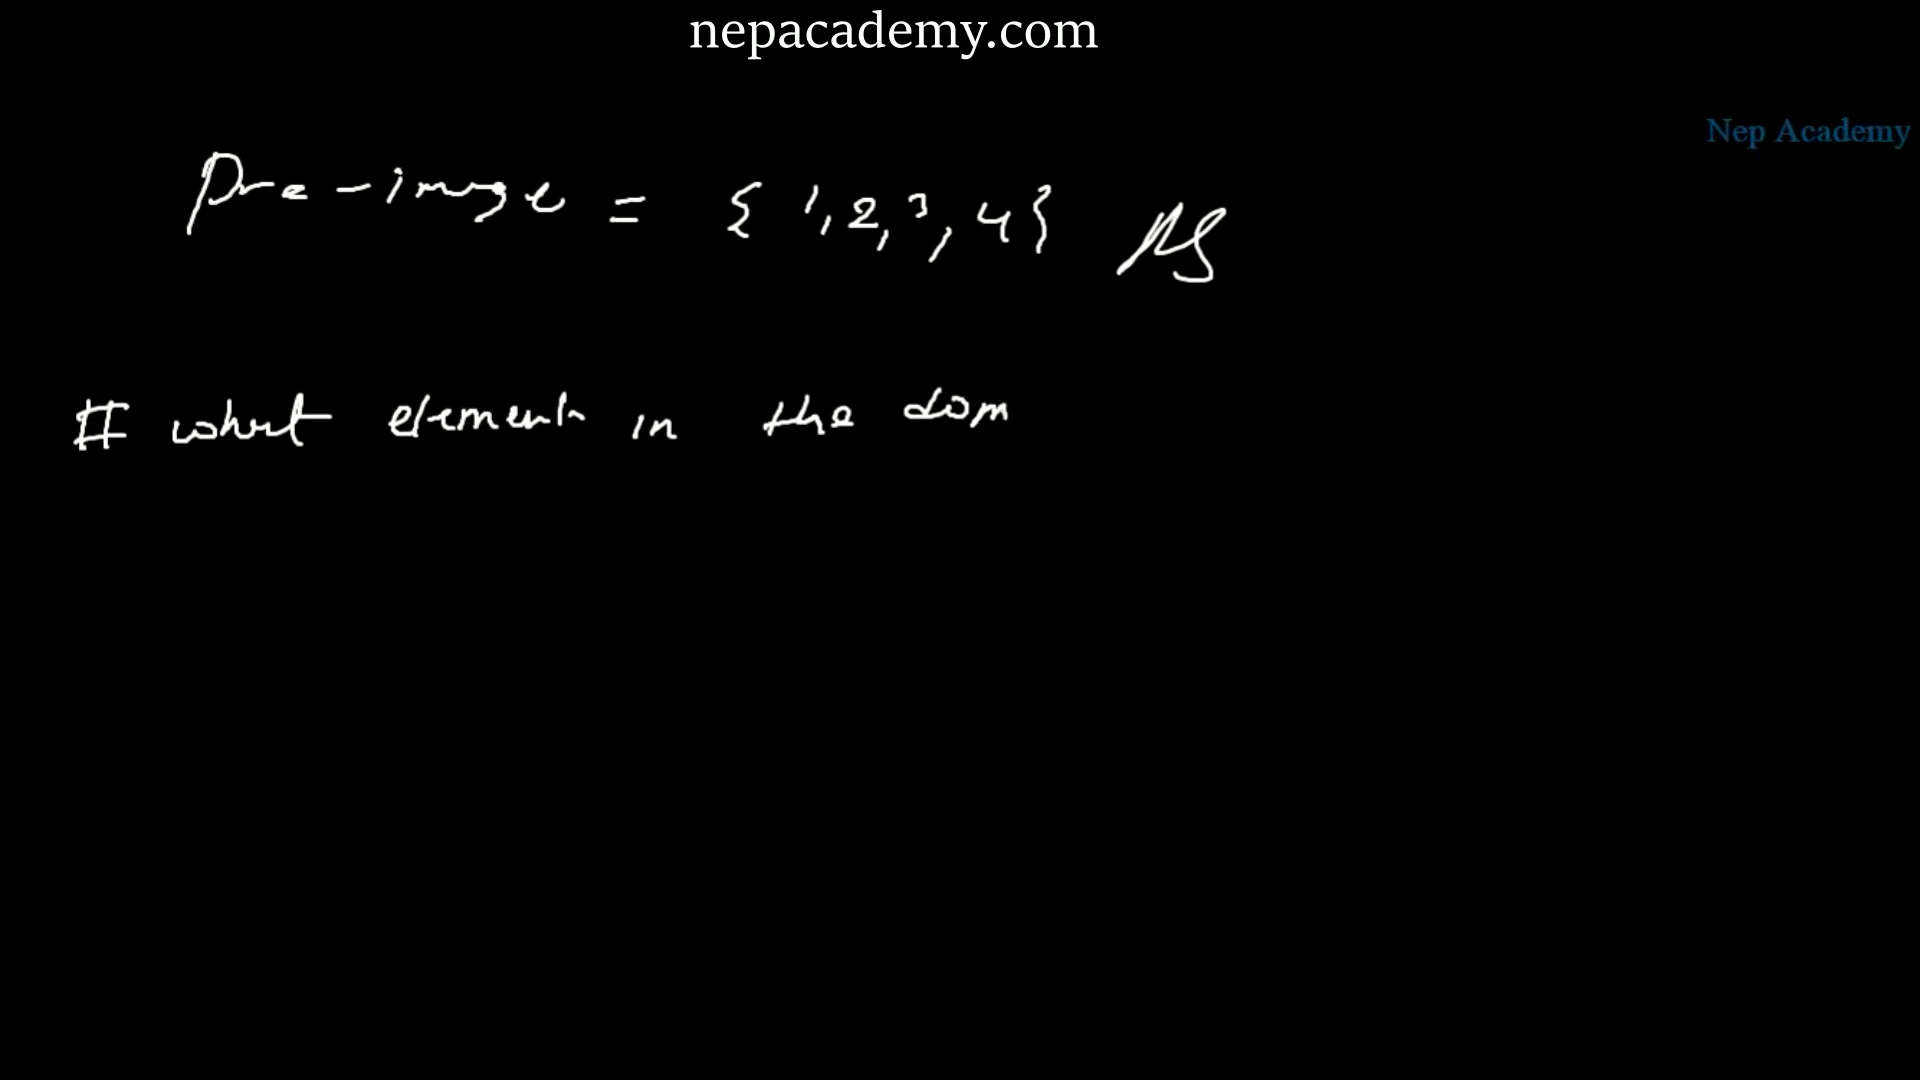 nepacademy.com
Nep Academy
Pre-image = { 1, 2, 3, 4 }
# what elements in the dom